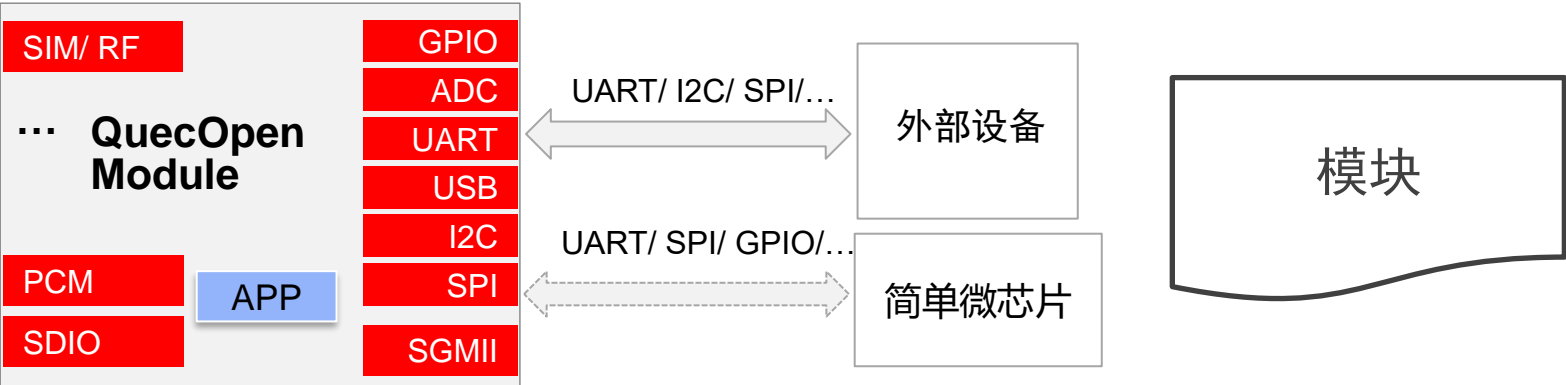 SIM/ RF
… QuecOpen
Module
PCM
SDIO
APP
GPIO
ADC
UART
USB
I2C
SPI
SGMII
UART/ I2C/ SPI/…
外部设备
UART/ SPI/ GPIO/…
简单微芯片
模块